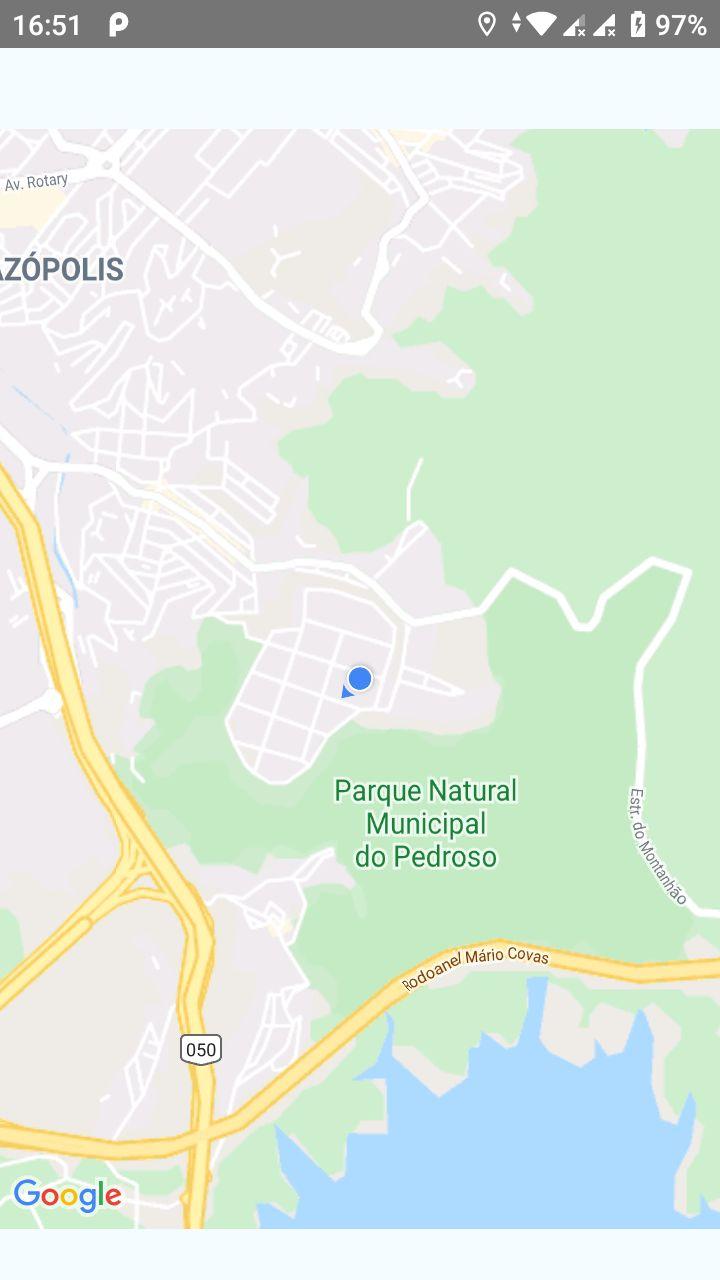 16:51
97%
Av. Rotary
AZÓPOLIS
Parque Natural
Municipal
do Pedroso
Estr. do Montanhão
Rodoanel Mário Covas
050
Google